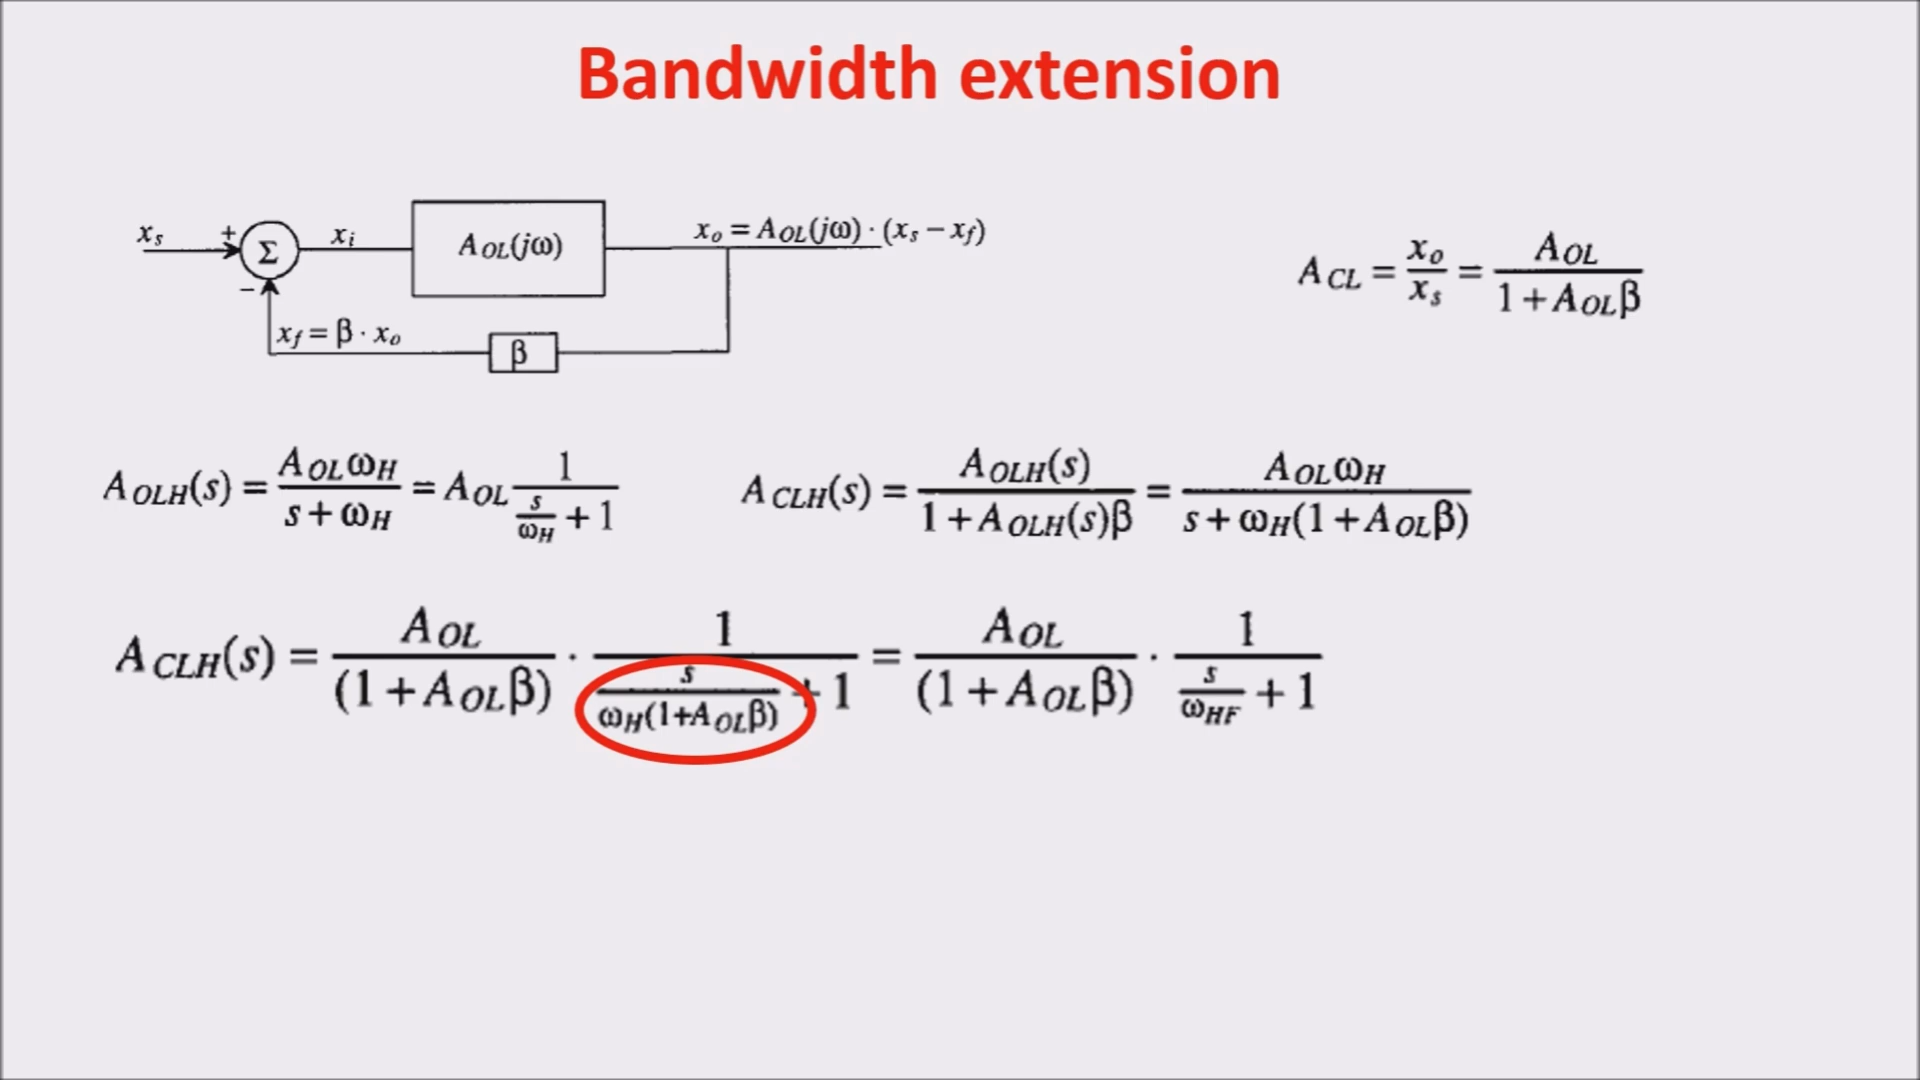 Bandwidth extension
x_s + Σ − x_i A_OL(jω) x_o = A_OL(jω) · (x_s − x_f)
x_f = β · x_o β
A_CL = x_o / x_s = A_OL / (1 + A_OL β)
A_OLH(s) = A_OL ω_H / (s + ω_H) = A_OL 1 / (s/ω_H + 1)
A_CLH(s) = A_OLH(s) / (1 + A_OLH(s)β) = A_OL ω_H / (s + ω_H(1 + A_OL β))
A_CLH(s) = A_OL / (1 + A_OL β) · 1 / (s / ω_H(1+A_OL β) + 1) = A_OL / (1 + A_OL β) · 1 / (s/ω_HF + 1)